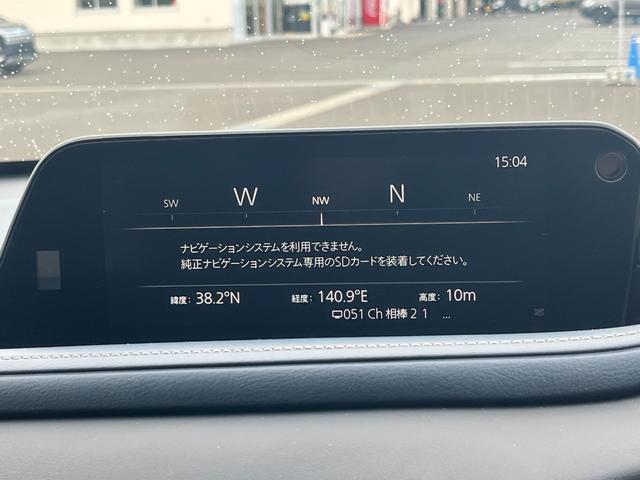 15:04
SW W NW N NE
ナビゲーションシステムを利用できません。
純正ナビゲーションシステム専用のSDカードを装着してください。
緯度: 38.2°N 経度: 140.9°E 高度: 10m
051 Ch 相棒21 ...